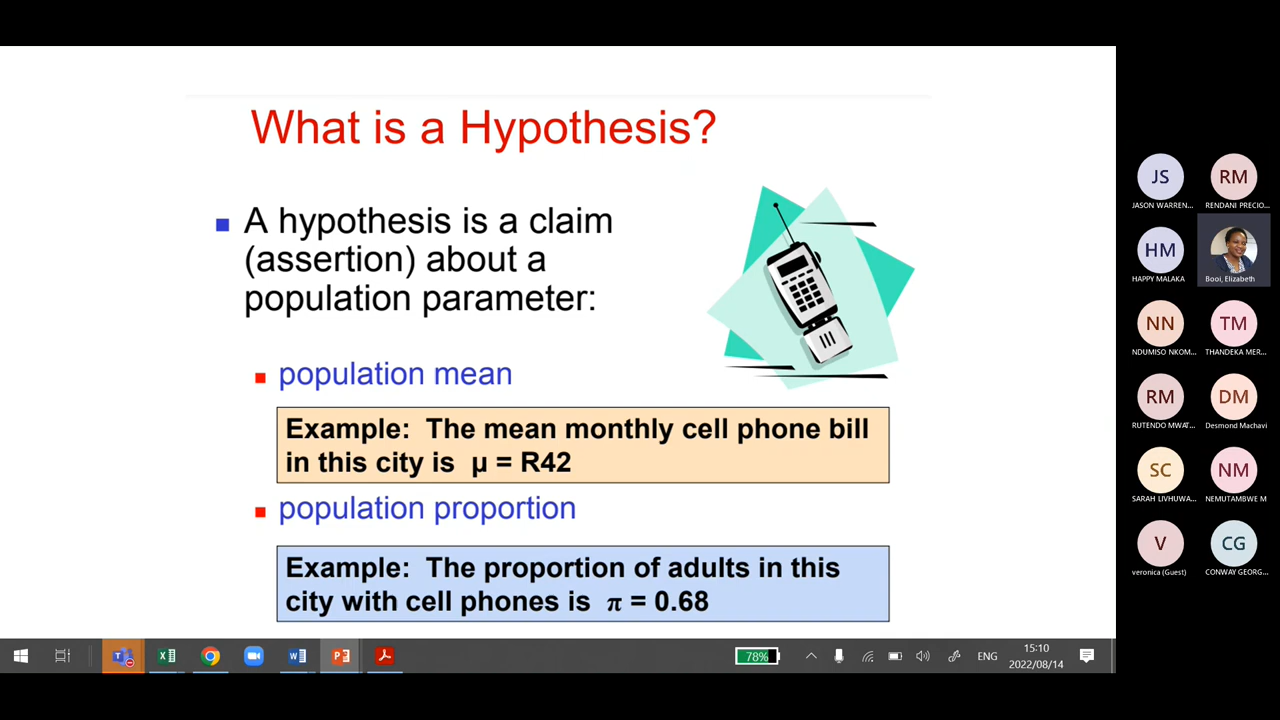 What is a Hypothesis?
A hypothesis is a claim
(assertion) about a
population parameter:
population mean
Example: The mean monthly cell phone bill
in this city is μ = R42
population proportion
Example: The proportion of adults in this
city with cell phones is π = 0.68
JS
RM
JASON WARREN...
RENDANI PRECIO...
HM
HAPPY MALAKA
Booi, Elizabeth
NN
TM
NDUMISO NKOM...
THANDEKA MER...
RM
DM
RUTENDO MWAT...
Desmond Machavi
SC
NM
SARAH LIVHUWA...
NEMUTAMBWE M
V
CG
veronica (Guest)
CONWAY GEORG...
78%
ENG
15:10
2022/08/14